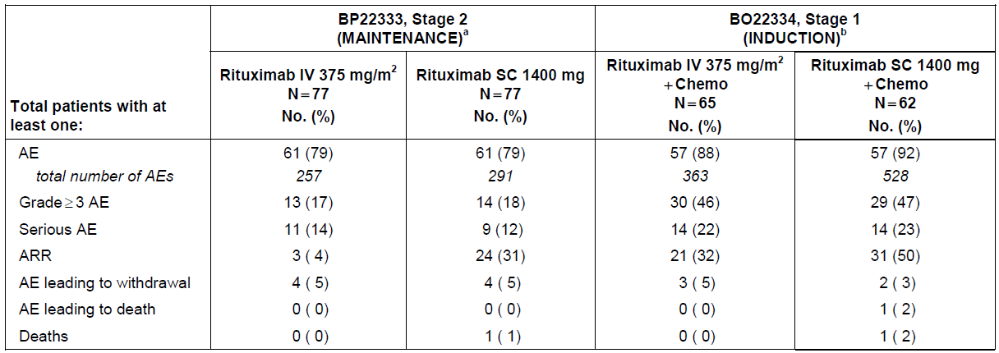 BP22333, Stage 2
(MAINTENANCE)a
BO22334, Stage 1
(INDUCTION)b
Total patients with at
least one:
Rituximab IV 375 mg/m2
N=77
No. (%)
Rituximab SC 1400 mg
N=77
No. (%)
Rituximab IV 375 mg/m2
+Chemo
N=65
No. (%)
Rituximab SC 1400 mg
+Chemo
N=62
No. (%)
AE 61 (79) 61 (79) 57 (88) 57 (92)
total number of AEs 257 291 363 528
Grade≥3 AE 13 (17) 14 (18) 30 (46) 29 (47)
Serious AE 11 (14) 9 (12) 14 (22) 14 (23)
ARR 3 ( 4) 24 (31) 21 (32) 31 (50)
AE leading to withdrawal 4 ( 5) 4 ( 5) 3 ( 5) 2 ( 3)
AE leading to death 0 ( 0) 0 ( 0) 0 ( 0) 1 ( 2)
Deaths 0 ( 0) 1 ( 1) 0 ( 0) 1 ( 2)